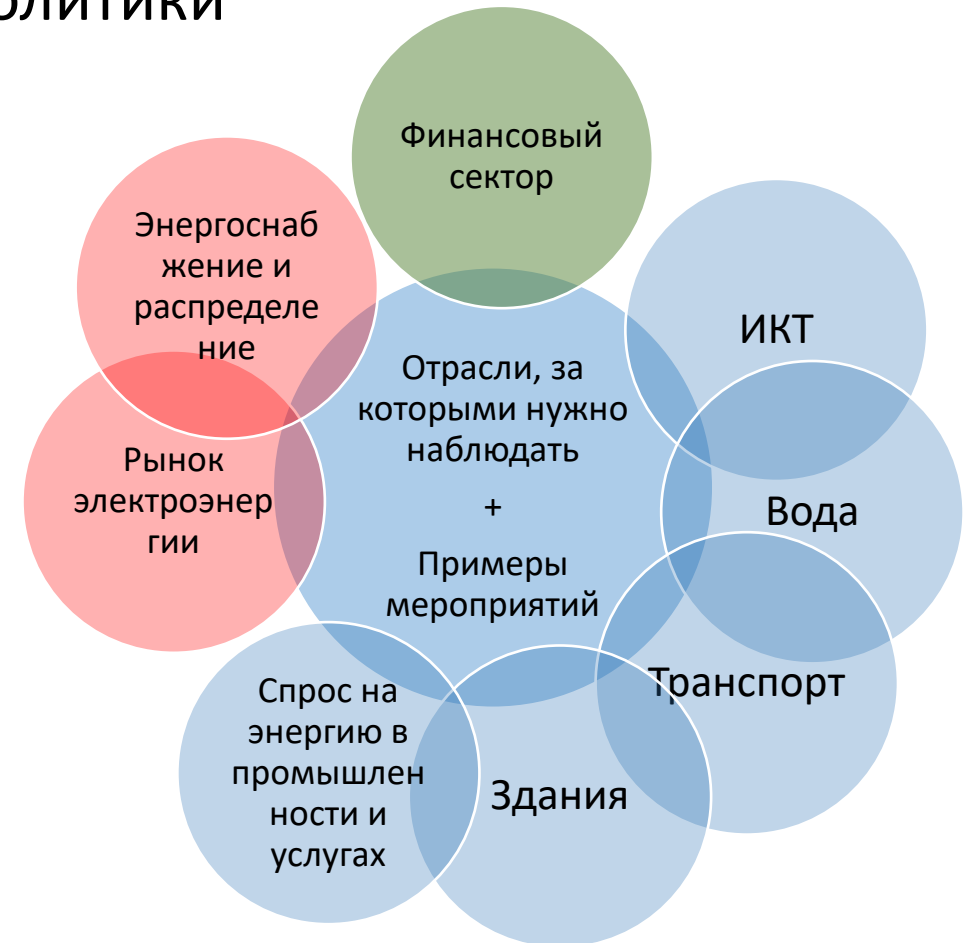 Финансовый
сектор
Энергоснаб
жение и
распределе
ние
ИКТ
Отрасли, за
которыми нужно
наблюдать
+
Примеры
мероприятий
Рынок
электроэнер
гии
Вода
Транспорт
Спрос на
энергию в
промышлен
ности и
услугах
Здания